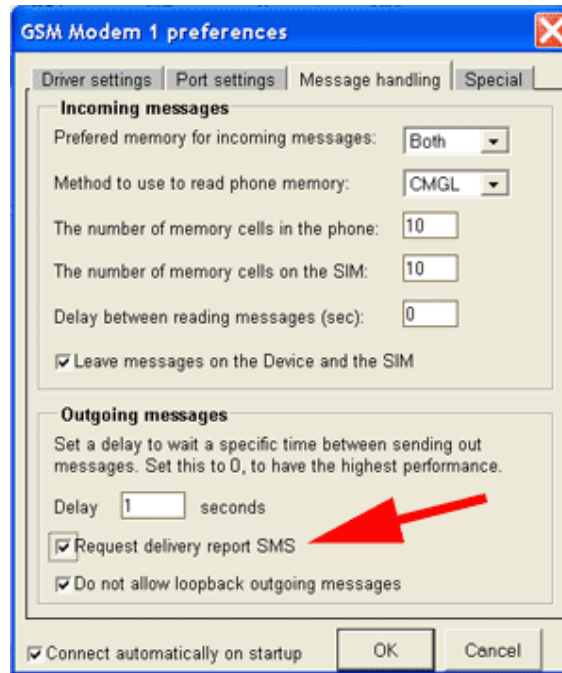 GSM Modem 1 preferences
Driver settings Port settings Message handling Special
Incoming messages
Prefered memory for incoming messages: Both
Method to use to read phone memory: CMGL
The number of memory cells in the phone: 10
The number of memory cells on the SIM: 10
Delay between reading messages (sec): 0
Leave messages on the Device and the SIM
Outgoing messages
Set a delay to wait a specific time between sending out
messages. Set this to 0, to have the highest performance.
Delay 1 seconds
Request delivery report SMS
Do not allow loopback outgoing messages
Connect automatically on startup OK Cancel